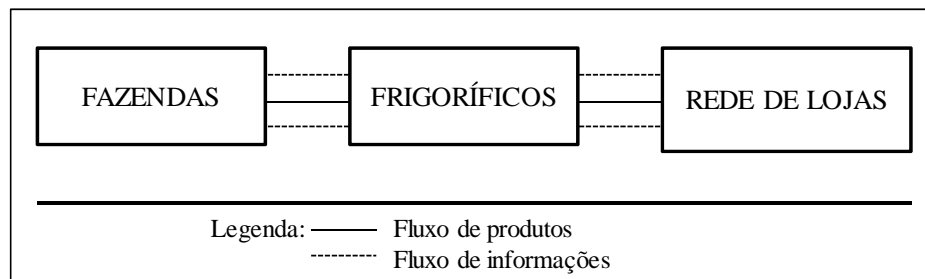 FAZENDAS
FRIGORÍFICOS
REDE DE LOJAS
Legenda:
Fluxo de produtos
Fluxo de informações